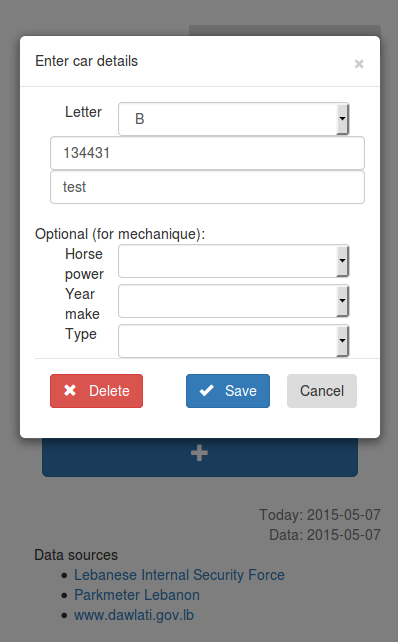 Enter car details ×
Letter B
134431
test
Optional (for mechanique):
Horse power
Year make
Type
Delete Save Cancel
Today: 2015-05-07
Data: 2015-05-07
Data sources
Lebanese Internal Security Force
Parkmeter Lebanon
www.dawlati.gov.lb